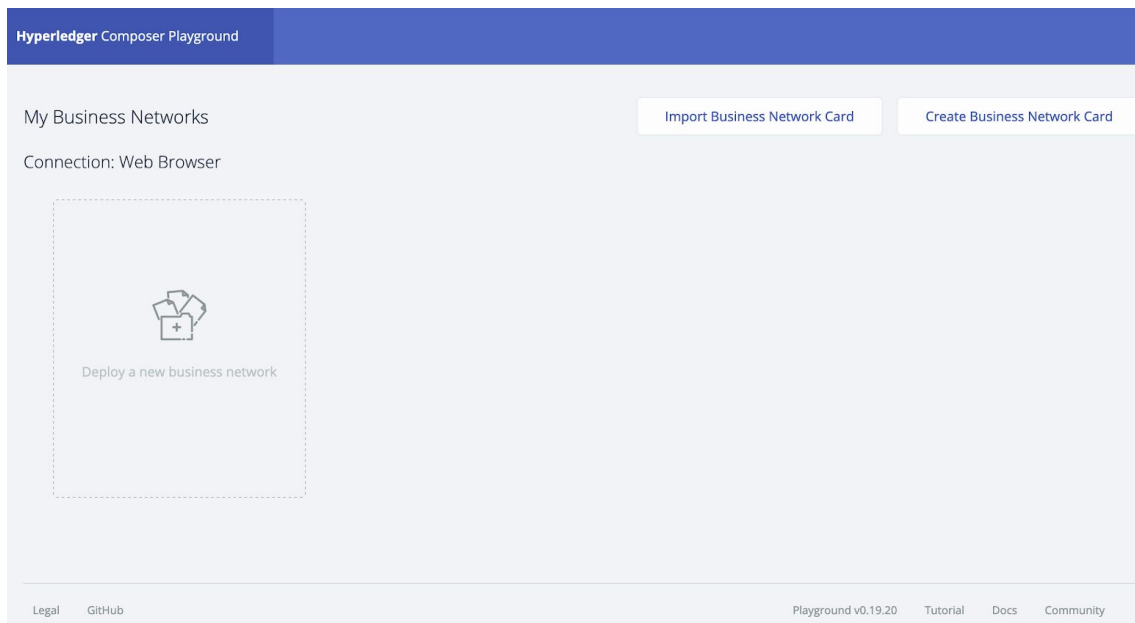 Hyperledger Composer Playground
My Business Networks
Import Business Network Card
Create Business Network Card
Connection: Web Browser
Deploy a new business network
Legal GitHub Playground v0.19.20 Tutorial Docs Community